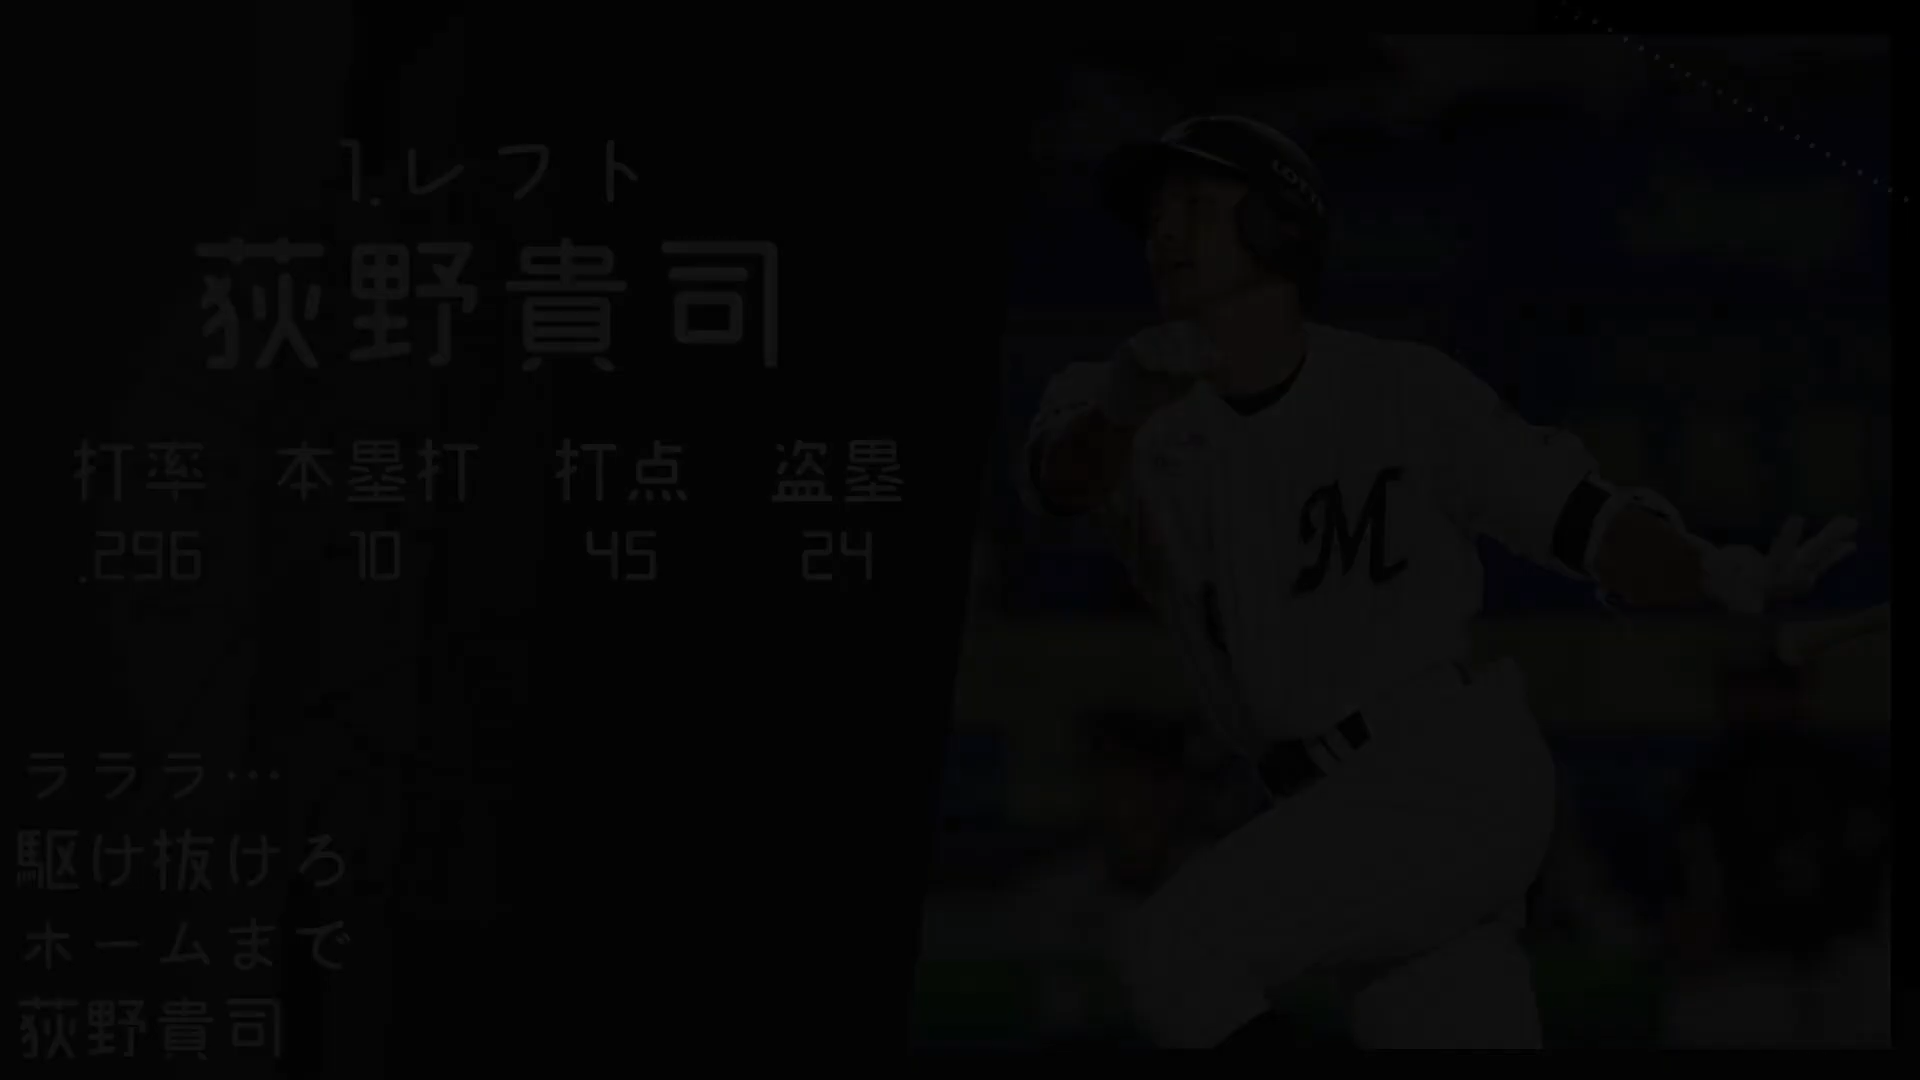 1.レフト
荻野貴司
打率 本塁打 打点 盗塁
.296 10 45 24
ラララ…
駆け抜けろ
ホームまで
荻野貴司
LOTTE
M